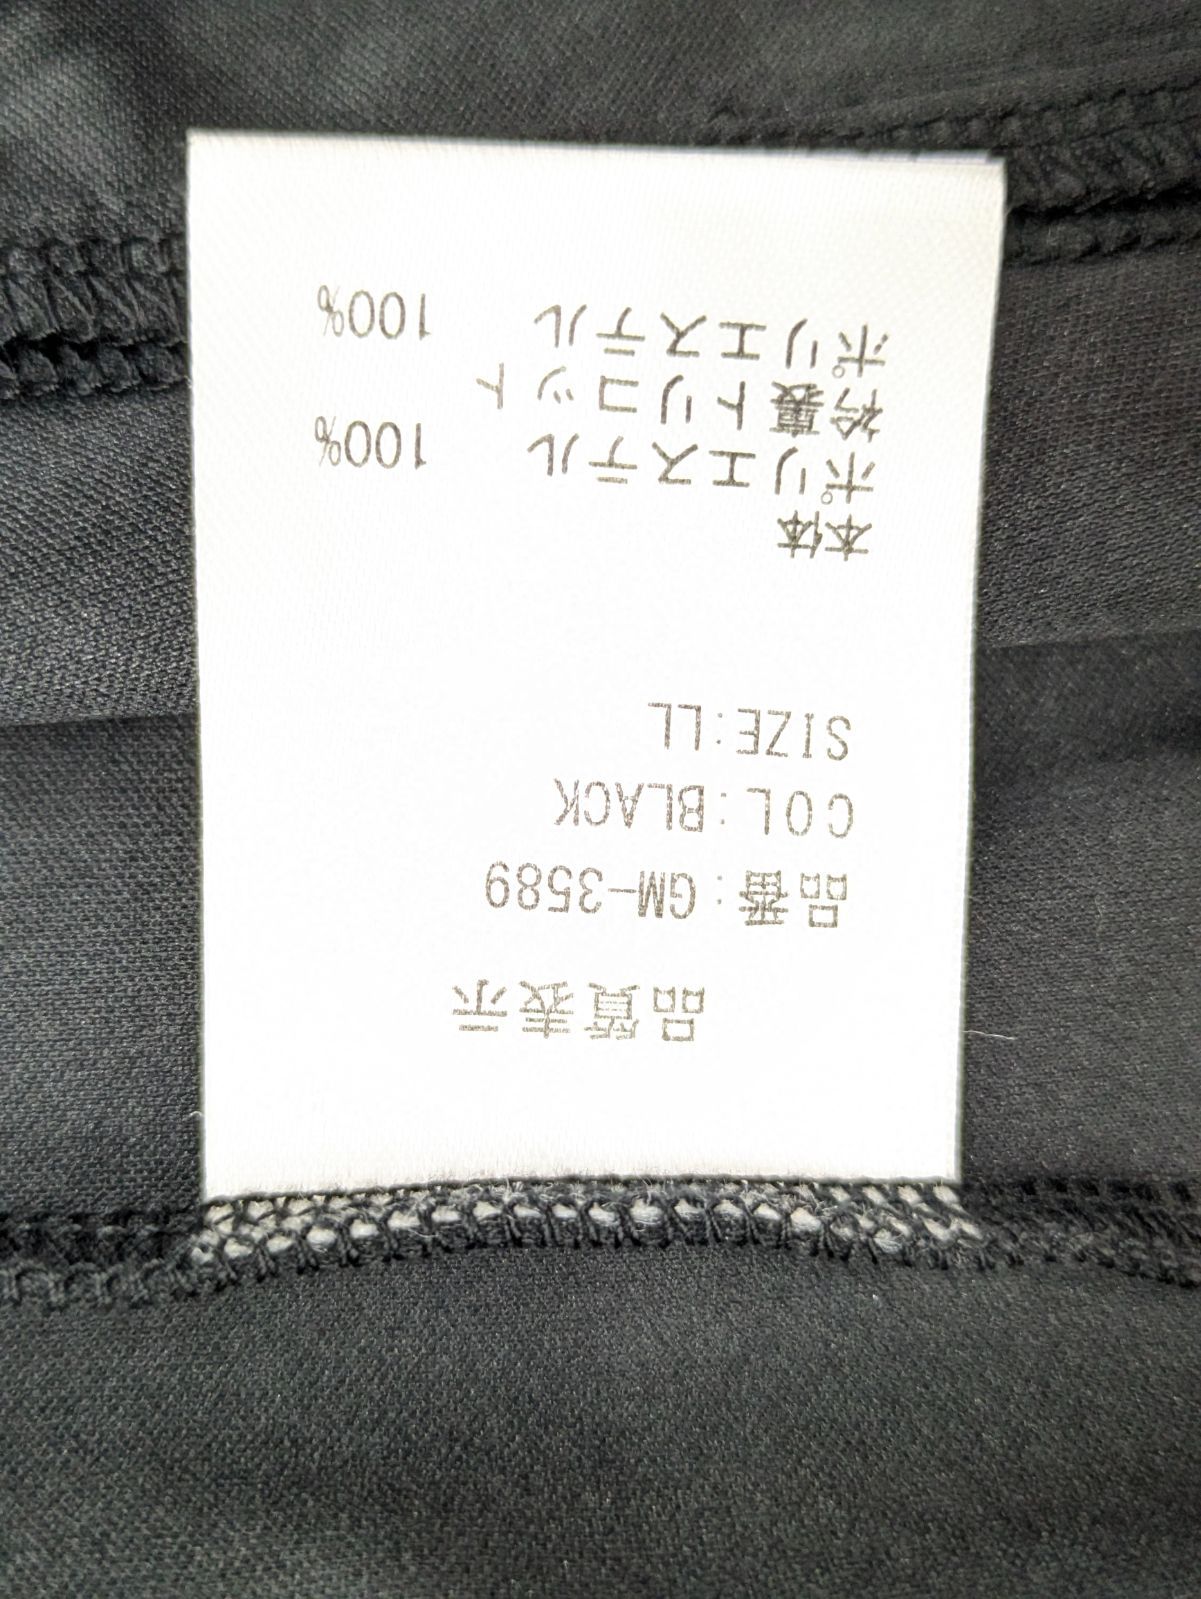 品質表示
品番:GM-3589
COL:BLACK
SIZE:LL
本体
ポリエステル 100%
衿裏トリコット
ポリエステル 100%